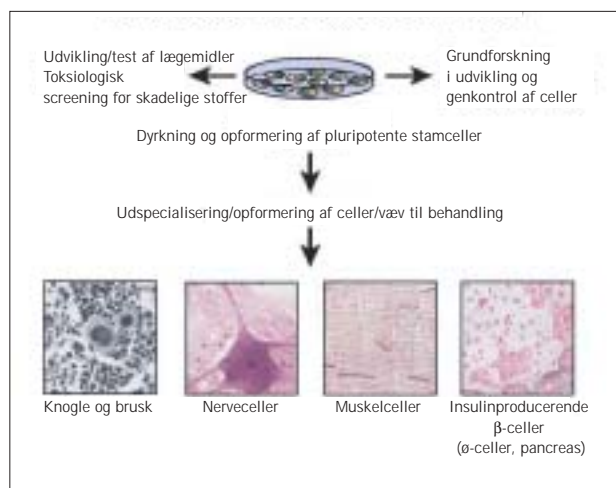 Udvikling/test af lægemidler
Toksiologisk
screening for skadelige stoffer
Grundforskning
i udvikling og
genkontrol af celler
Dyrkning og opformering af pluripotente stamceller
Udspecialisering/opformering af celler/væv til behandling
Knogle og brusk
Nerveceller
Muskelceller
Insulinproducerende
β-celler
(ø-celler, pancreas)